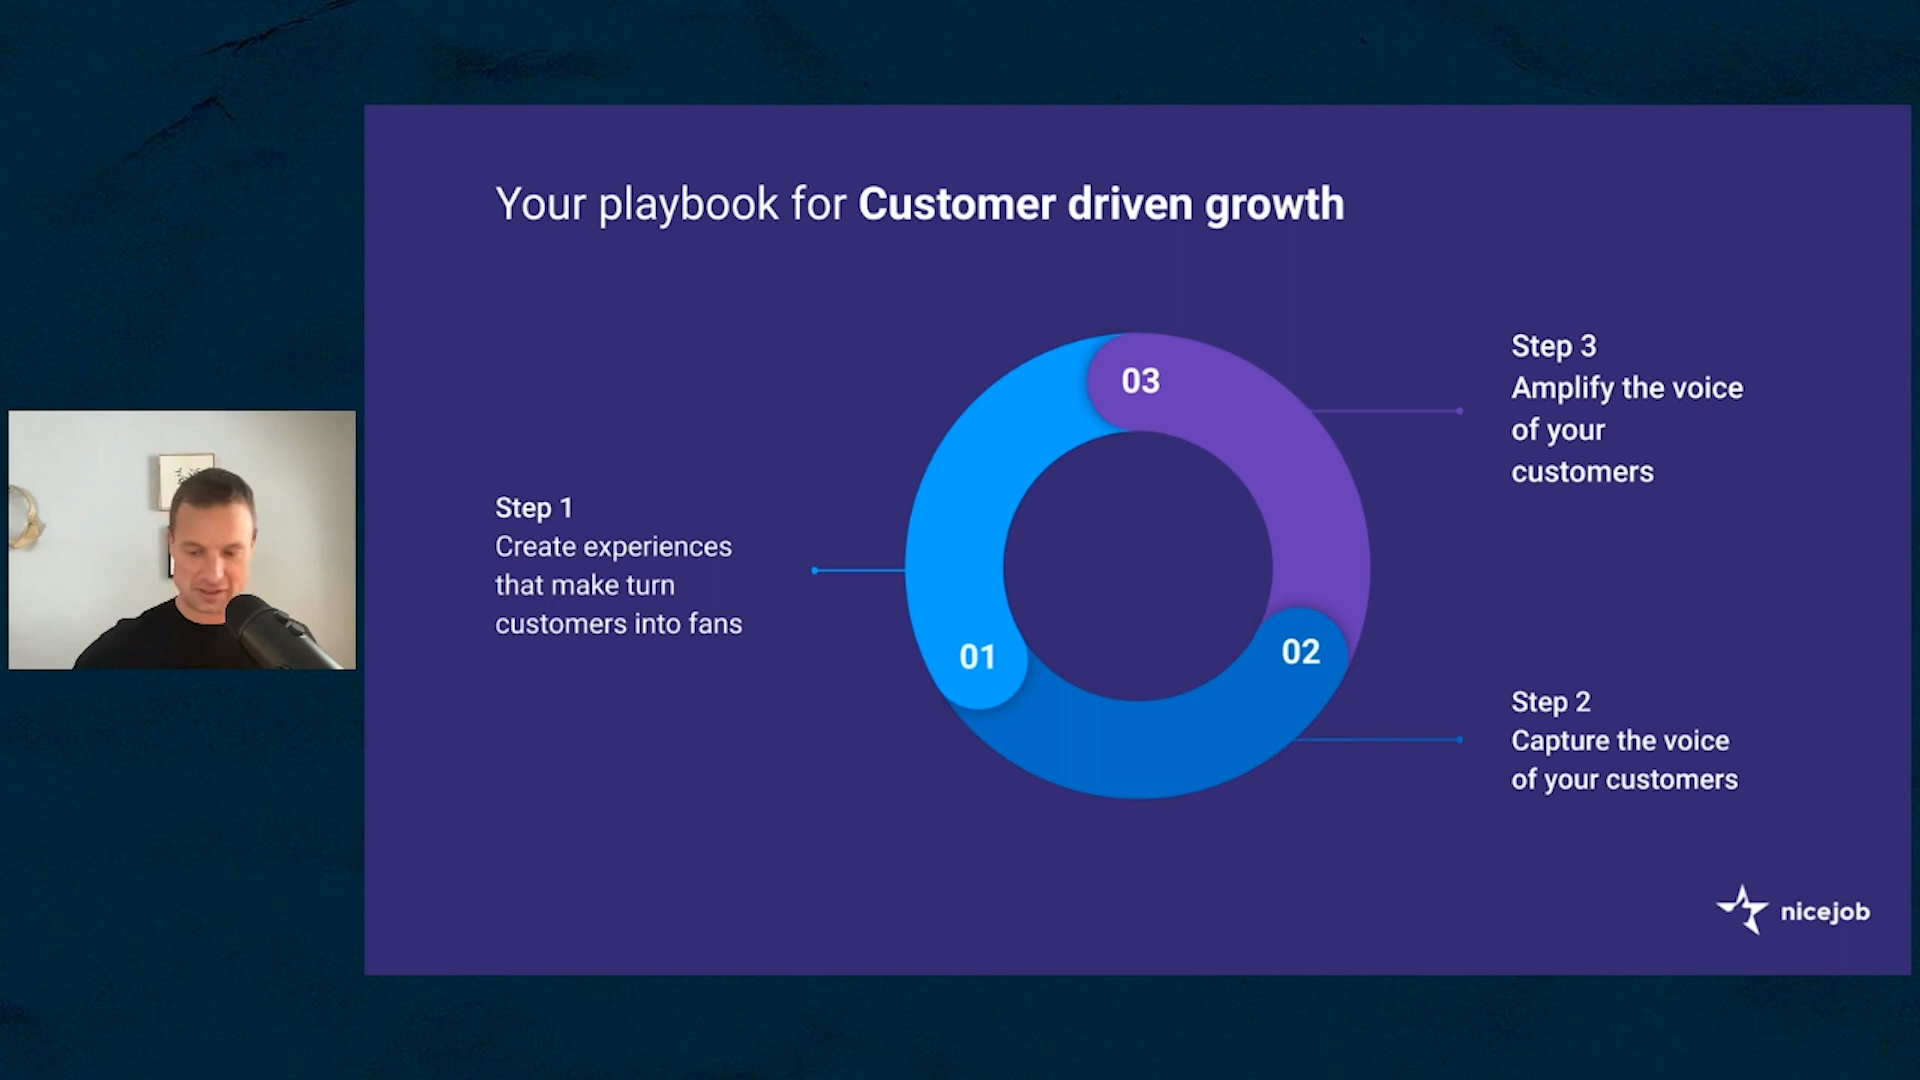 Your playbook for Customer driven growth
Step 1
Create experiences
that make turn
customers into fans
01
02
03
Step 2
Capture the voice
of your customers
Step 3
Amplify the voice
of your
customers
nicejob